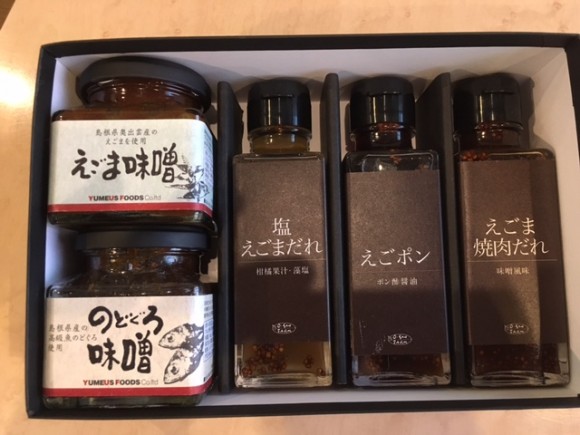 島根県奥出雲産の
えごまを使用
えごま味噌
YUMEUS FOODS Co.ltd
のどぐろ
味噌
島根県産の
高級魚のどぐろ
使用
YUMEUS FOODS Co.ltd
塩
えごまだれ
柑橘果汁・藻塩
えごポン
ポン酢醤油
えごま
焼肉だれ
味噌風味